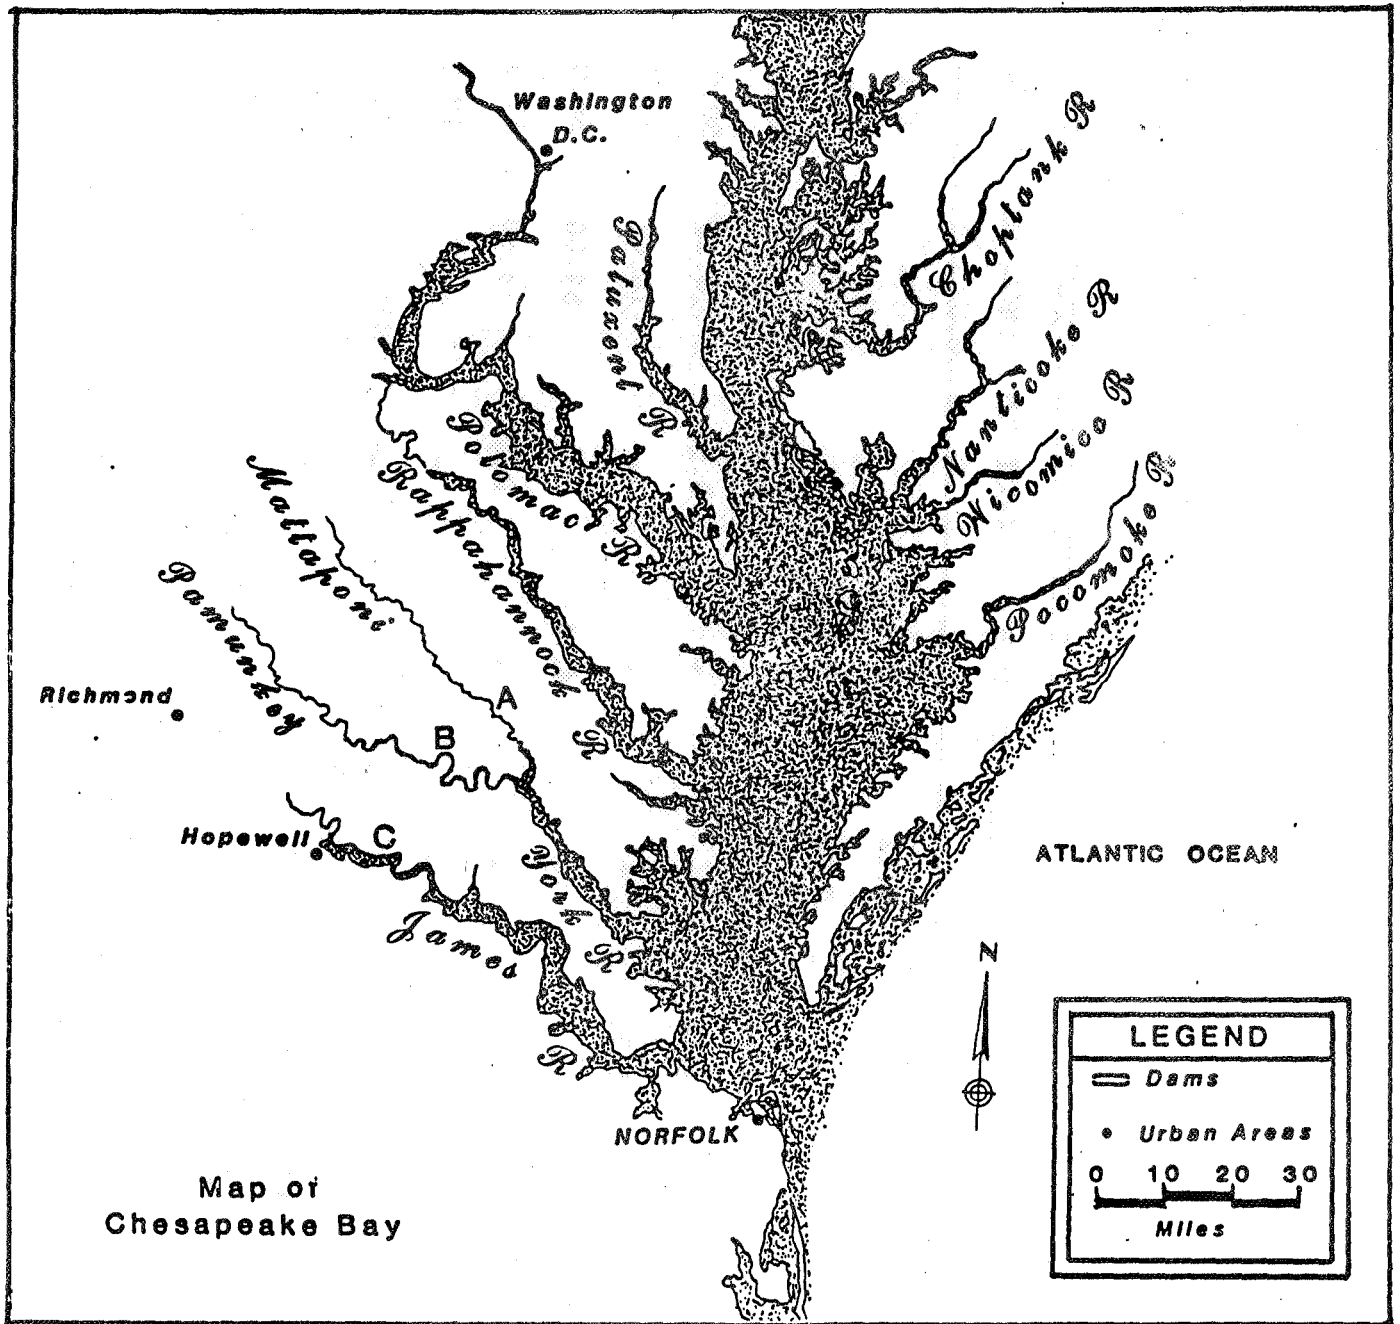 Washington
D.C.
Choptank R
Patuxent R
Nanticoke R
Wicomico R
Potomac R
Rappahannock R
Mattaponi
Pocomoke R
Pamunkey
Richmond
A
B
Hopewell
C
York R
James R
ATLANTIC OCEAN
N
NORFOLK
LEGEND
Dams
Urban Areas
0 10 20 30
Miles
Map of
Chesapeake Bay